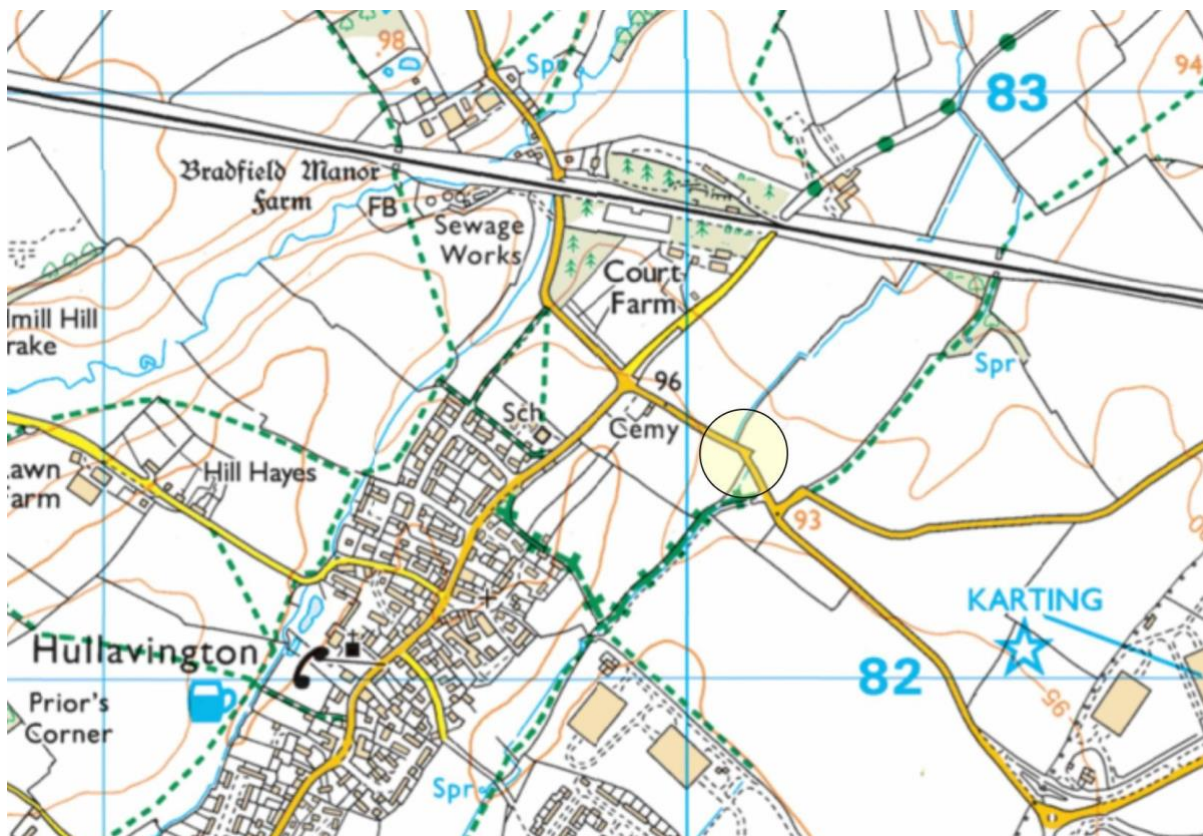 98
Spr
94
83
Bradfield Manor
Farm
FB
Sewage
Works
Court
Farm
lmill Hill
rake
Spr
96
Sch
Cemy
awn
arm
Hill Hayes
93
KARTING
Hullavington
82
95
Prior's
Corner
Spr